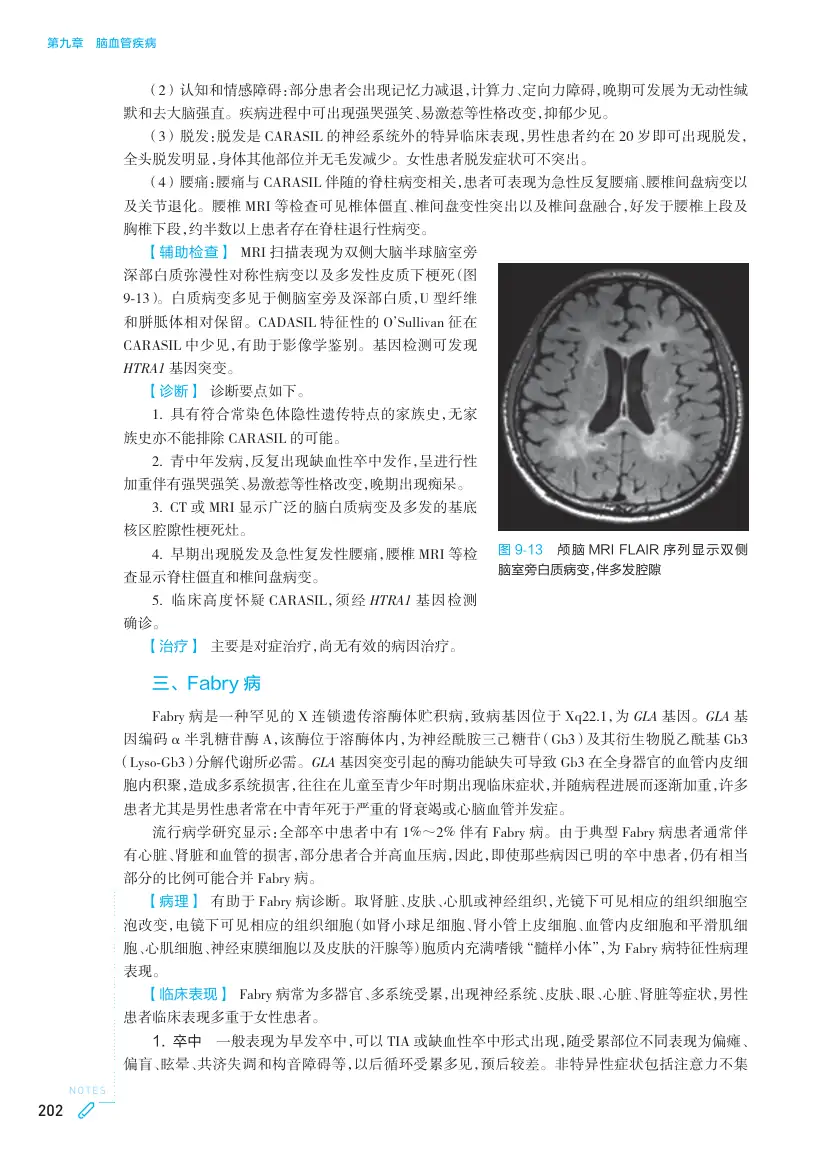 第九章 脑血管疾病
（2）认知和情感障碍：部分患者会出现记忆力减退，计算力、定向力障碍，晚期可发展为无动性缄
默和去大脑强直。疾病进程中可出现强哭强笑、易激惹等性格改变，抑郁少见。
（3）脱发：脱发是 CARASIL 的神经系统外的特异临床表现，男性患者约在 20 岁即可出现脱发，
全头脱发明显，身体其他部位并无毛发减少。女性患者脱发症状可不突出。
（4）腰痛：腰痛与 CARASIL 伴随的脊柱病变相关，患者可表现为急性反复腰痛、腰椎间盘病变以
及关节退化。腰椎 MRI 等检查可见椎体僵直、椎间盘变性突出以及椎间盘融合，好发于腰椎上段及
胸椎下段，约半数以上患者存在脊柱退行性病变。
【辅助检查】 MRI 扫描表现为双侧大脑半球脑室旁
深部白质弥漫性对称性病变以及多发性皮质下梗死（图
9-13）。白质病变多见于侧脑室旁及深部白质，U 型纤维
和胼胝体相对保留。CADASIL 特征性的 O’Sullivan 征在
CARASIL 中少见，有助于影像学鉴别。基因检测可发现
HTRA1 基因突变。
【诊断】 诊断要点如下。
1. 具有符合常染色体隐性遗传特点的家族史，无家
族史亦不能排除 CARASIL 的可能。
2. 青中年发病，反复出现缺血性卒中发作，呈进行性
加重伴有强哭强笑、易激惹等性格改变，晚期出现痴呆。
3. CT 或 MRI 显示广泛的脑白质病变及多发的基底
核区腔隙性梗死灶。
4. 早期出现脱发及急性复发性腰痛，腰椎 MRI 等检
查显示脊柱僵直和椎间盘病变。
5. 临床高度怀疑 CARASIL，须经 HTRA1 基因检测
确诊。
【治疗】 主要是对症治疗，尚无有效的病因治疗。
图 9-13 颅脑 MRI FLAIR 序列显示双侧
脑室旁白质病变，伴多发腔隙
三、Fabry 病
Fabry 病是一种罕见的 X 连锁遗传溶酶体贮积病，致病基因位于 Xq22.1，为 GLA 基因。GLA 基
因编码 α 半乳糖苷酶 A，该酶位于溶酶体内，为神经酰胺三己糖苷（Gb3）及其衍生物脱乙酰基 Gb3
（Lyso-Gb3）分解代谢所必需。GLA 基因突变引起的酶功能缺失可导致 Gb3 在全身器官的血管内皮细
胞内积聚，造成多系统损害，往往在儿童至青少年时期出现临床症状，并随病程进展而逐渐加重，许多
患者尤其是男性患者常在中青年死于严重的肾衰竭或心脑血管并发症。
流行病学研究显示：全部卒中患者中有 1%～2% 伴有 Fabry 病。由于典型 Fabry 病患者通常伴
有心脏、肾脏和血管的损害，部分患者合并高血压病，因此，即使那些病因已明的卒中患者，仍有相当
部分的比例可能合并 Fabry 病。
【病理】 有助于 Fabry 病诊断。取肾脏、皮肤、心肌或神经组织，光镜下可见相应的组织细胞空
泡改变，电镜下可见相应的组织细胞（如肾小球足细胞、肾小管上皮细胞、血管内皮细胞和平滑肌细
胞、心肌细胞、神经束膜细胞以及皮肤的汗腺等）胞质内充满嗜锇“髓样小体”，为 Fabry 病特征性病理
表现。
【临床表现】 Fabry 病常为多器官、多系统受累，出现神经系统、皮肤、眼、心脏、肾脏等症状，男性
患者临床表现多重于女性患者。
1. 卒中 一般表现为早发卒中，可以 TIA 或缺血性卒中形式出现，随受累部位不同表现为偏瘫、
偏盲、眩晕、共济失调和构音障碍等，以后循环受累多见，预后较差。非特异性症状包括注意力不集
NOTES
202